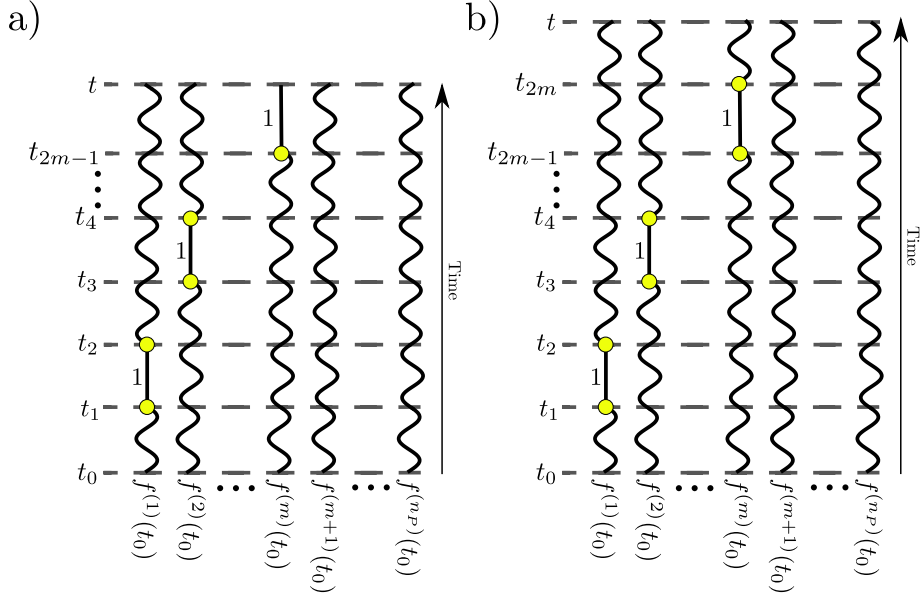 a)
t
t_{2m−1}
t_4
t_3
t_2
t_1
t_0
1
1
1
f^{(1)}(t_0)
f^{(2)}(t_0)
f^{(m)}(t_0)
f^{(m+1)}(t_0)
f^{(n_P)}(t_0)
Time
b)
t
t_{2m}
t_{2m−1}
t_4
t_3
t_2
t_1
t_0
1
1
1
f^{(1)}(t_0)
f^{(2)}(t_0)
f^{(m)}(t_0)
f^{(m+1)}(t_0)
f^{(n_P)}(t_0)
Time